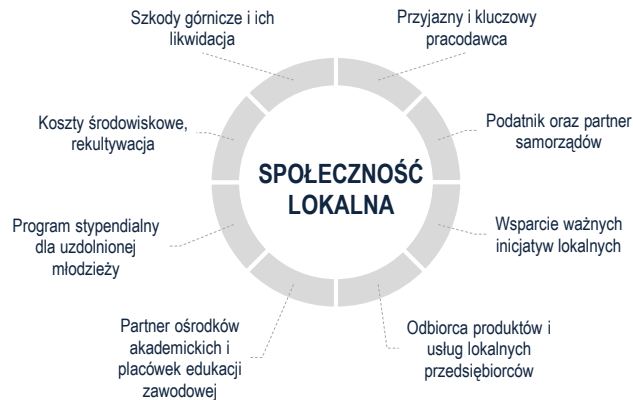 Szkody górnicze i ich
likwidacja
Przyjazny i kluczowy
pracodawca
Koszty środowiskowe,
rekultywacja
Podatnik oraz partner
samorządów
SPOŁECZNOŚĆ
LOKALNA
Program stypendialny
dla uzdolnionej
młodzieży
Wsparcie ważnych
inicjatyw lokalnych
Partner ośrodków
akademickich i
placówek edukacji
zawodowej
Odbiorca produktów i
usług lokalnych
przedsiębiorców